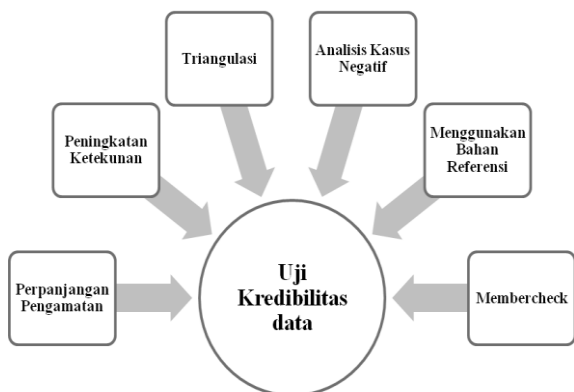 Triangulasi
Analisis Kasus
Negatif
Peningkatan
Ketekunan
Menggunakan
Bahan
Referensi
Perpanjangan
Pengamatan
Uji
Kredibilitas
data
Membercheck